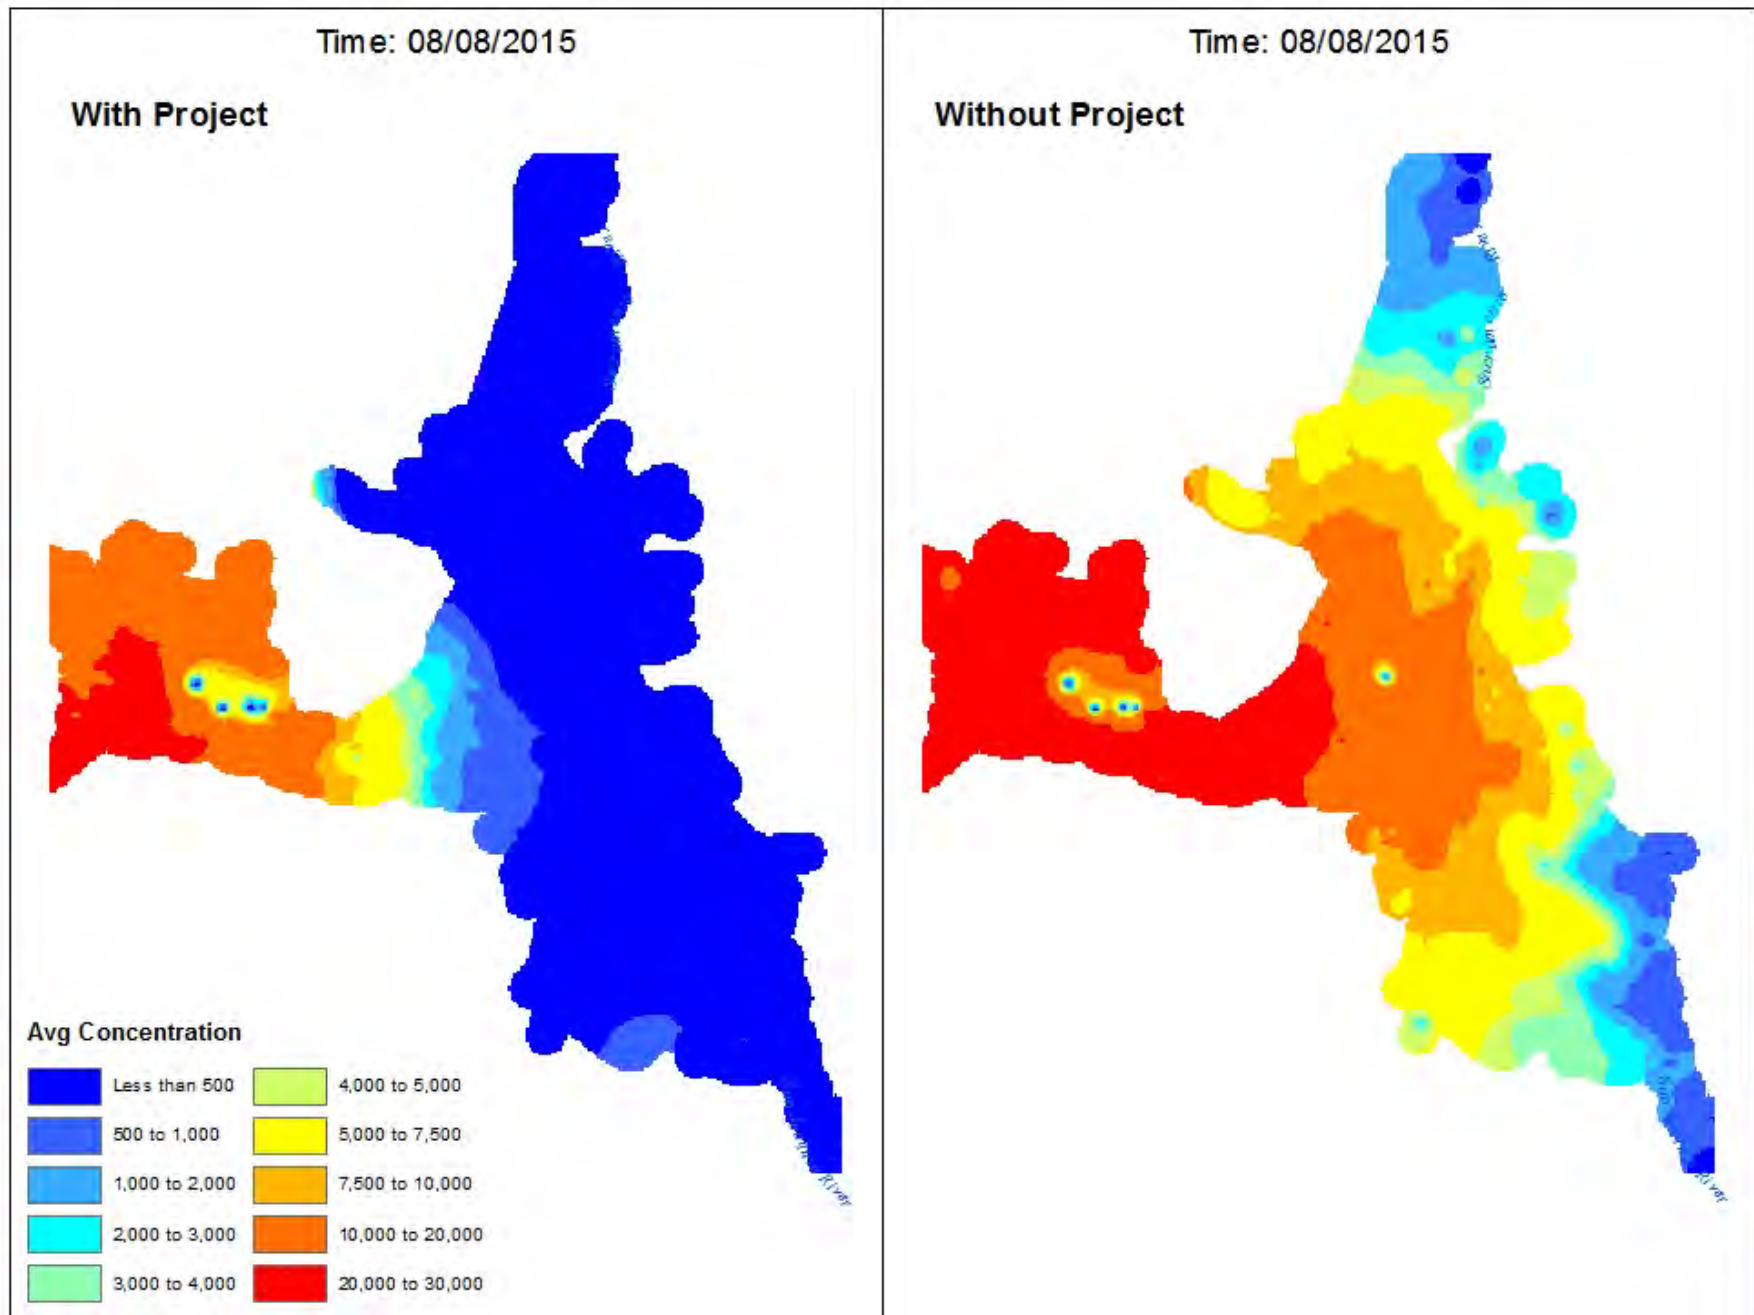 Time: 08/08/2015
With Project
Time: 08/08/2015
Without Project
Avg Concentration
Less than 500
500 to 1,000
1,000 to 2,000
2,000 to 3,000
3,000 to 4,000
4,000 to 5,000
5,000 to 7,500
7,500 to 10,000
10,000 to 20,000
20,000 to 30,000
River
River